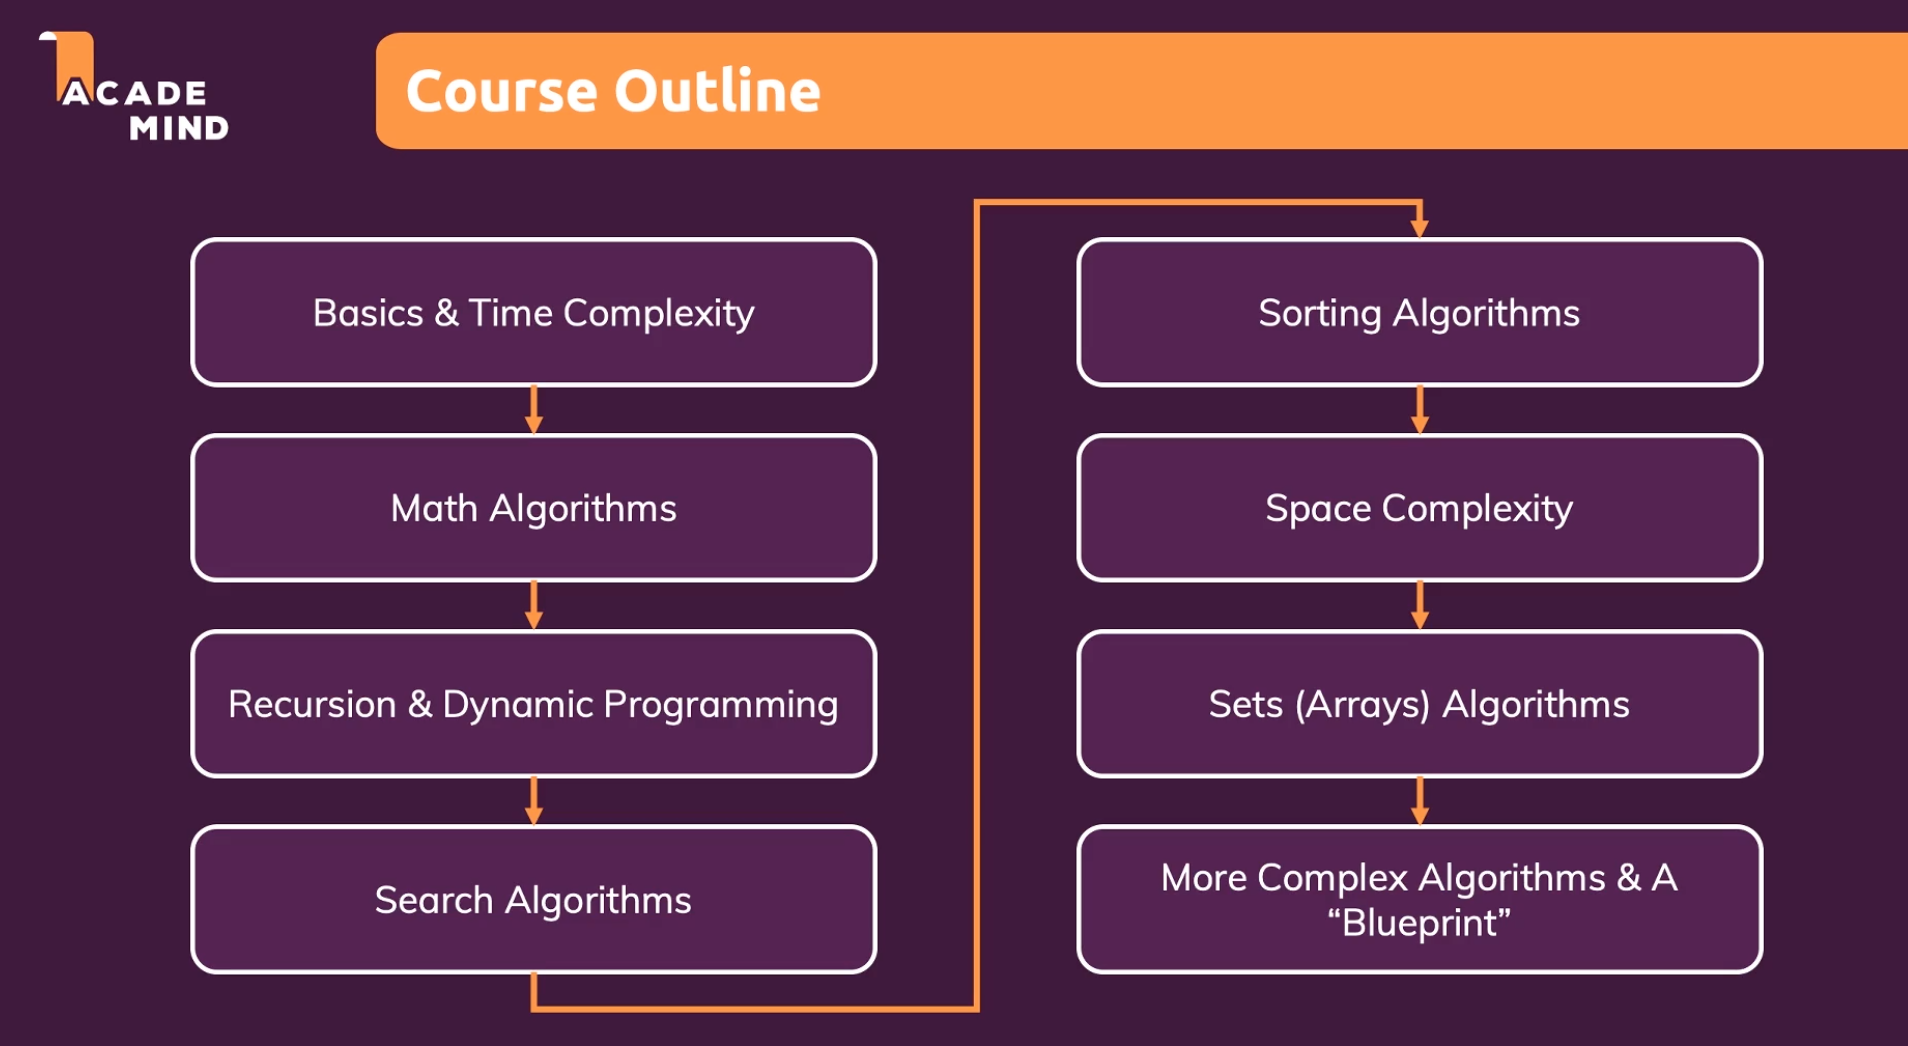 ACADE
MIND
Course Outline
Basics & Time Complexity
Math Algorithms
Recursion & Dynamic Programming
Search Algorithms
Sorting Algorithms
Space Complexity
Sets (Arrays) Algorithms
More Complex Algorithms & A
“Blueprint”